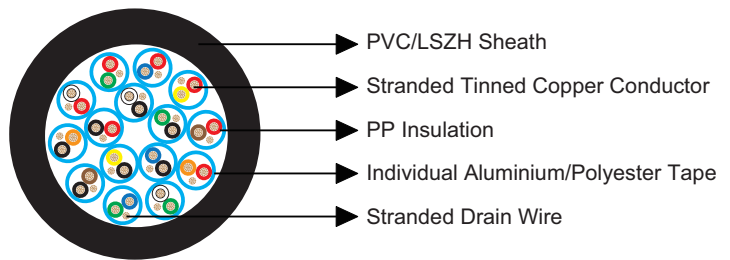 PVC/LSZH Sheath
Stranded Tinned Copper Conductor
PP Insulation
Individual Aluminium/Polyester Tape
Stranded Drain Wire